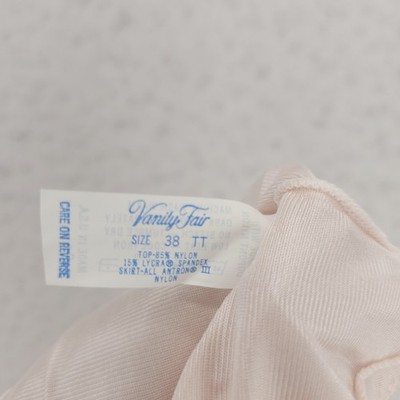 Vanity Fair
SIZE 38 TT
TOP-85% NYLON
15% LYCRA® SPANDEX
SKIRT-ALL ANTRON® III
NYLON
CARE ON REVERSE